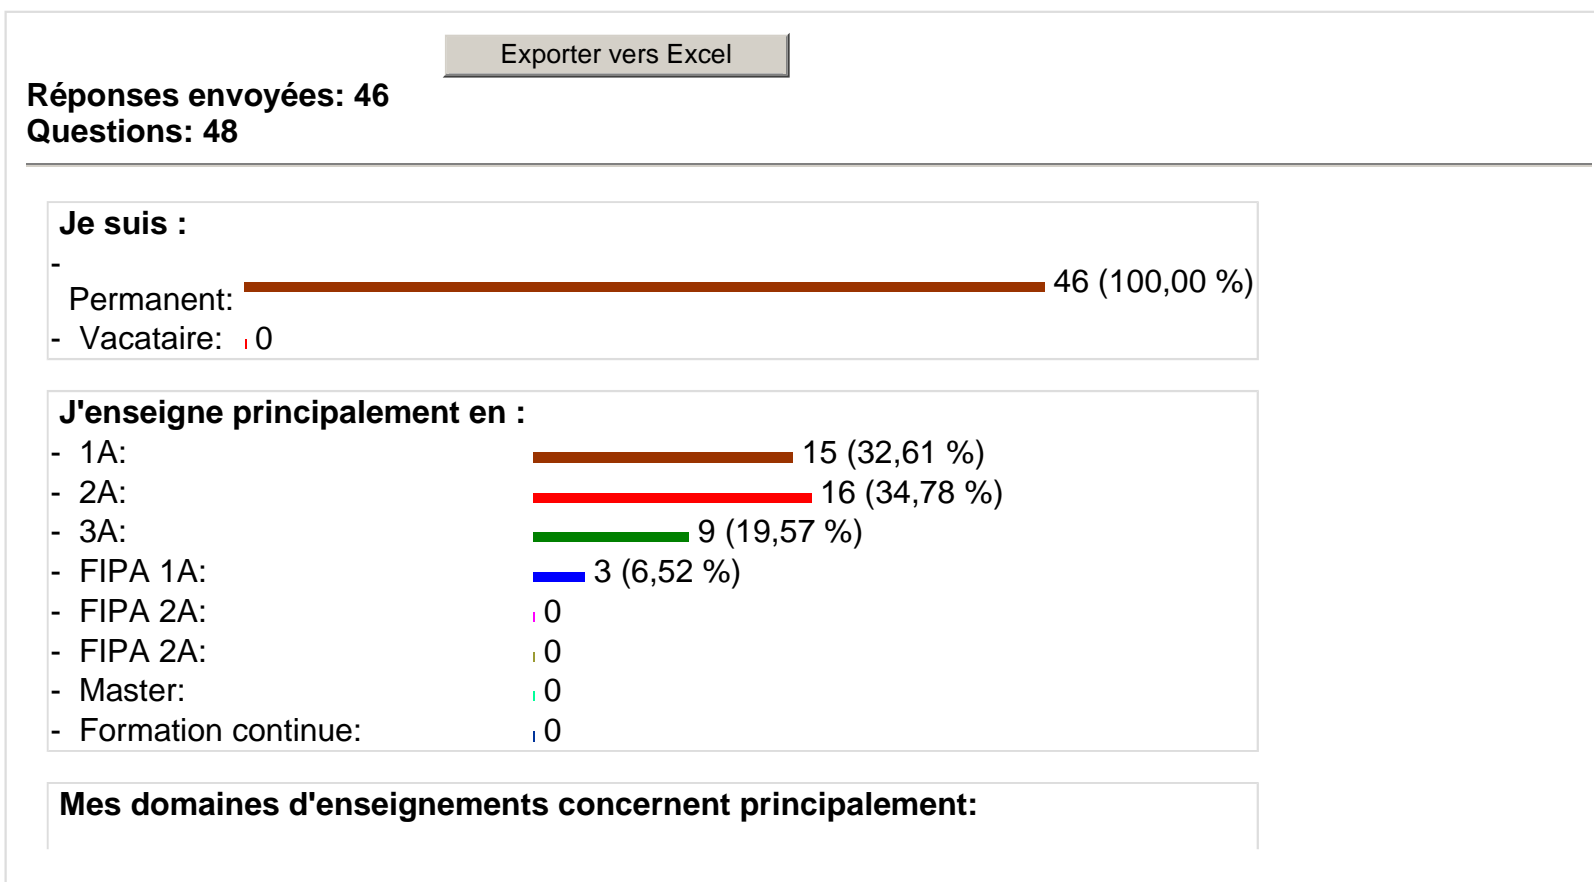 Exporter vers Excel
Réponses envoyées: 46
Questions: 48
Je suis :
-
Permanent: 46 (100,00 %)
- Vacataire: 0
J'enseigne principalement en :
- 1A: 15 (32,61 %)
- 2A: 16 (34,78 %)
- 3A: 9 (19,57 %)
- FIPA 1A: 3 (6,52 %)
- FIPA 2A: 0
- FIPA 2A: 0
- Master: 0
- Formation continue: 0
Mes domaines d'enseignements concernent principalement: